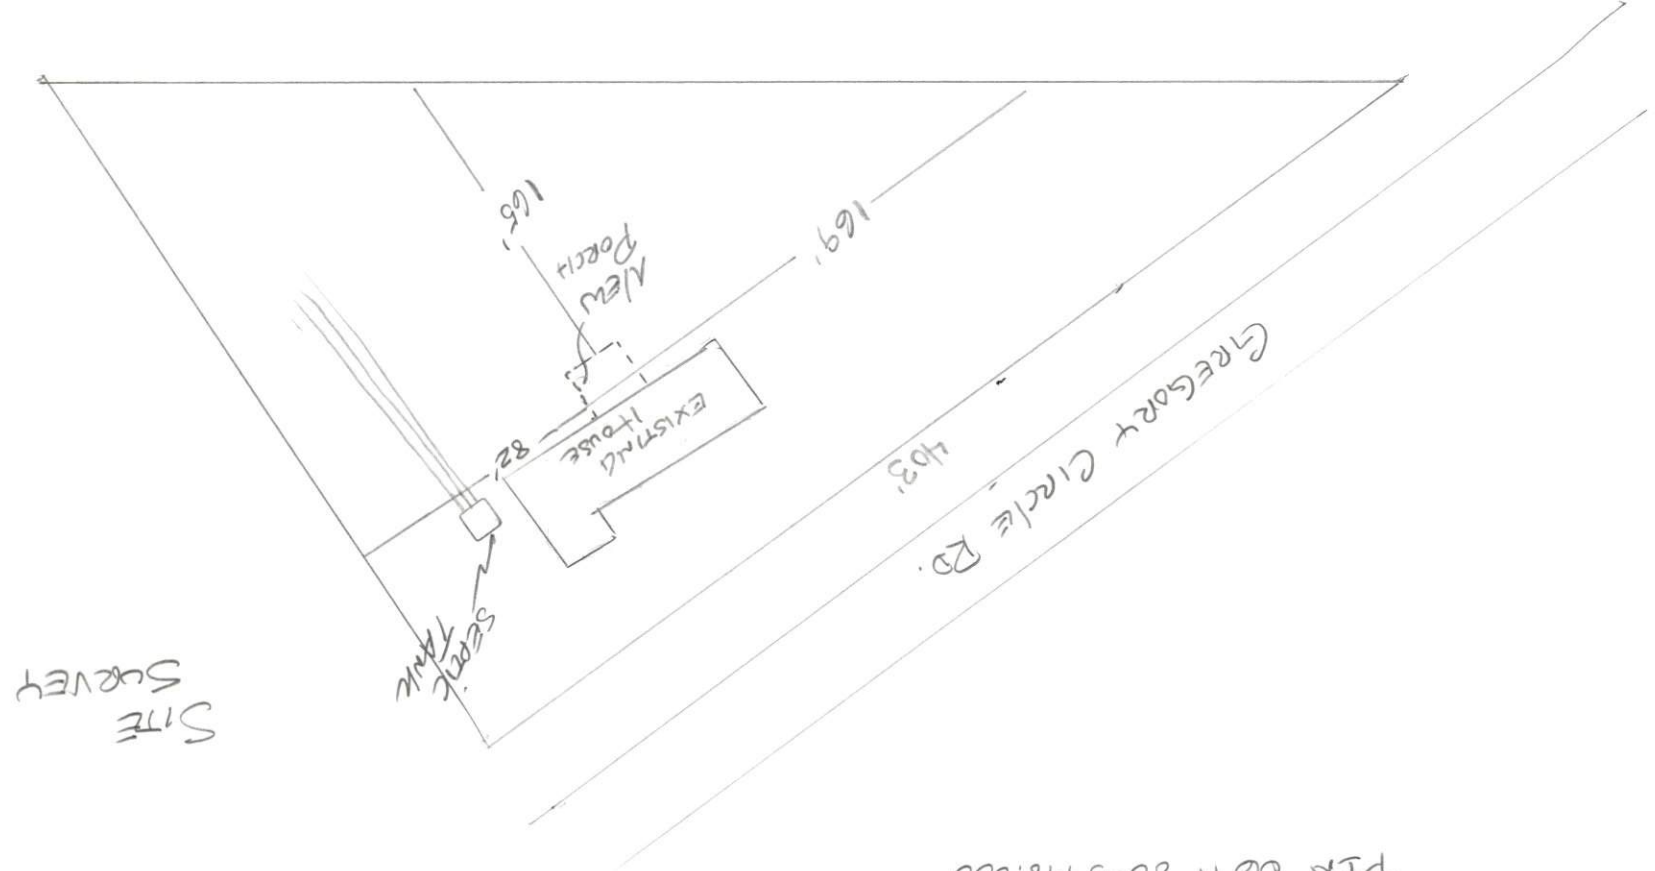 SITE
SURVEY
SEPTIC
TANK
82'
EXISTING
HOUSE
NEW
PORCH
165'
169'
403'
GREGORY CIRCLE RD.